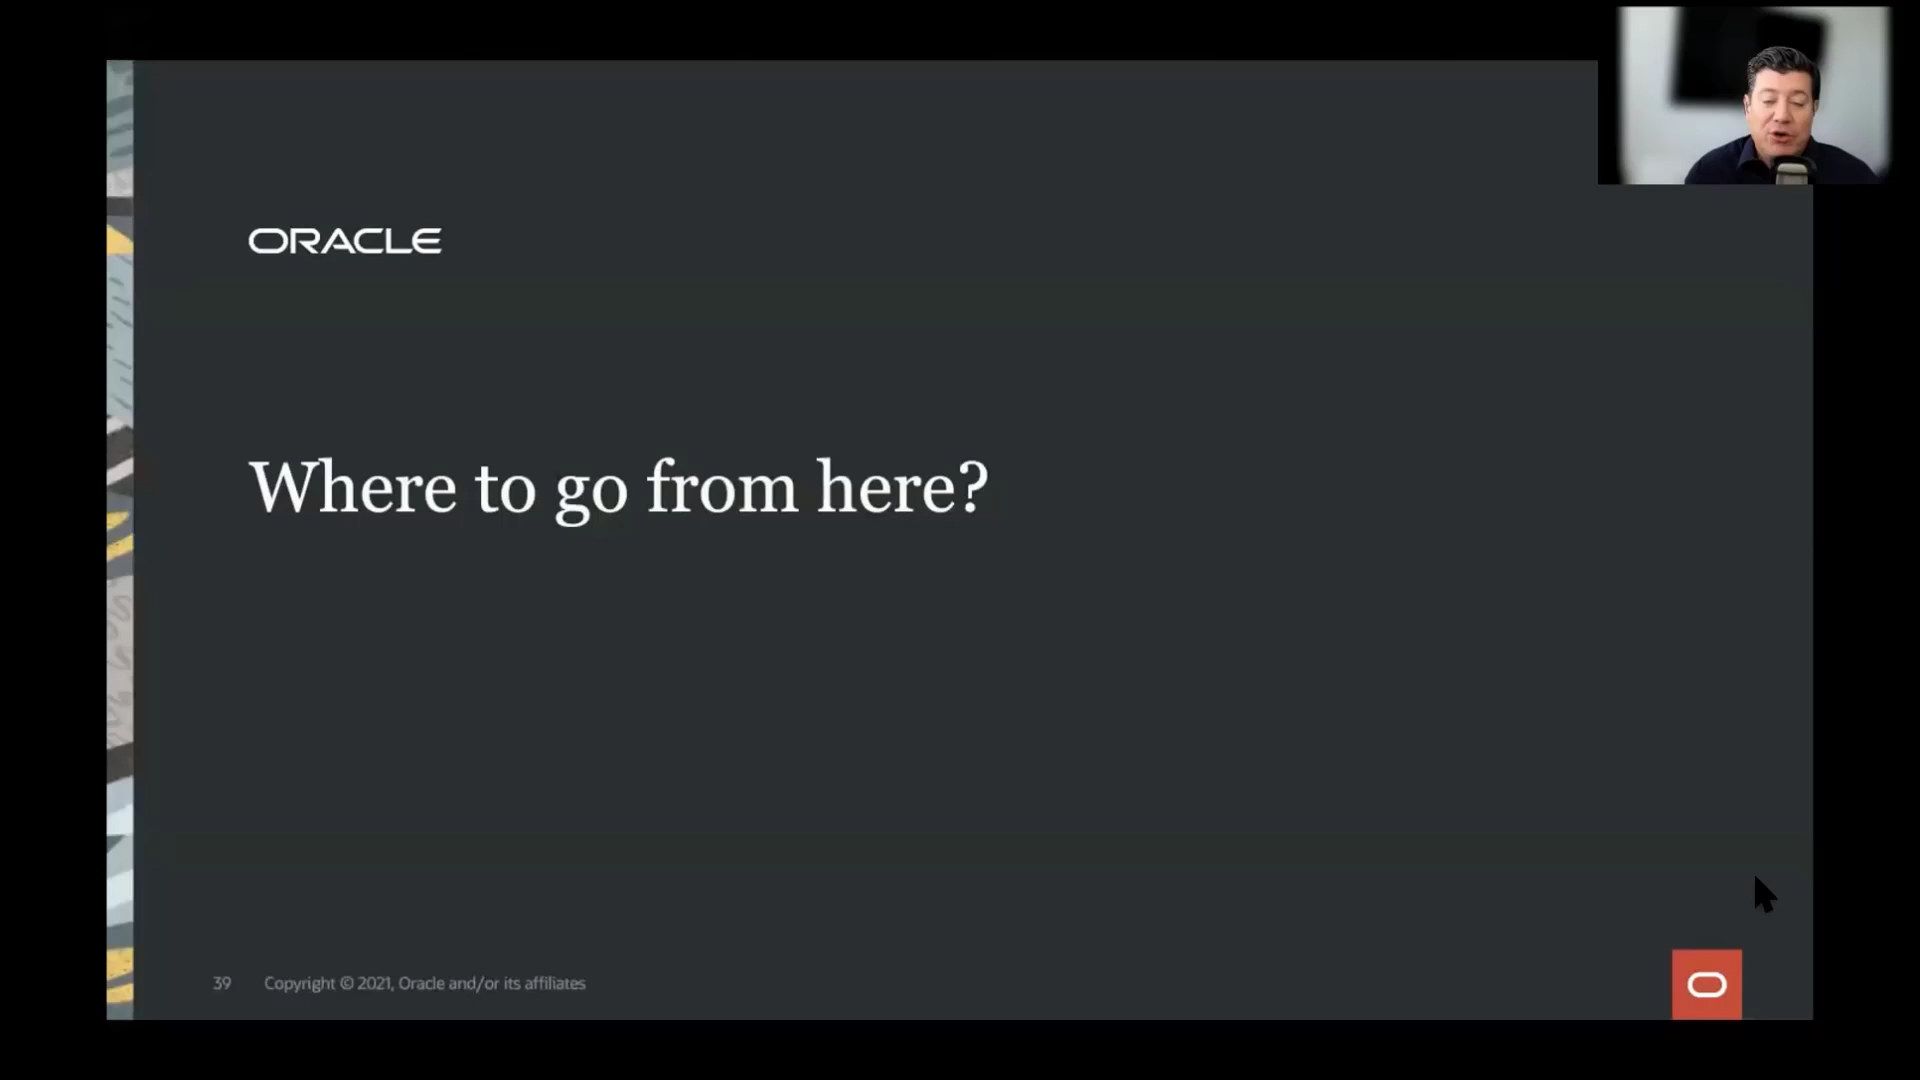 ORACLE
Where to go from here?
39 Copyright © 2021, Oracle and/or its affiliates